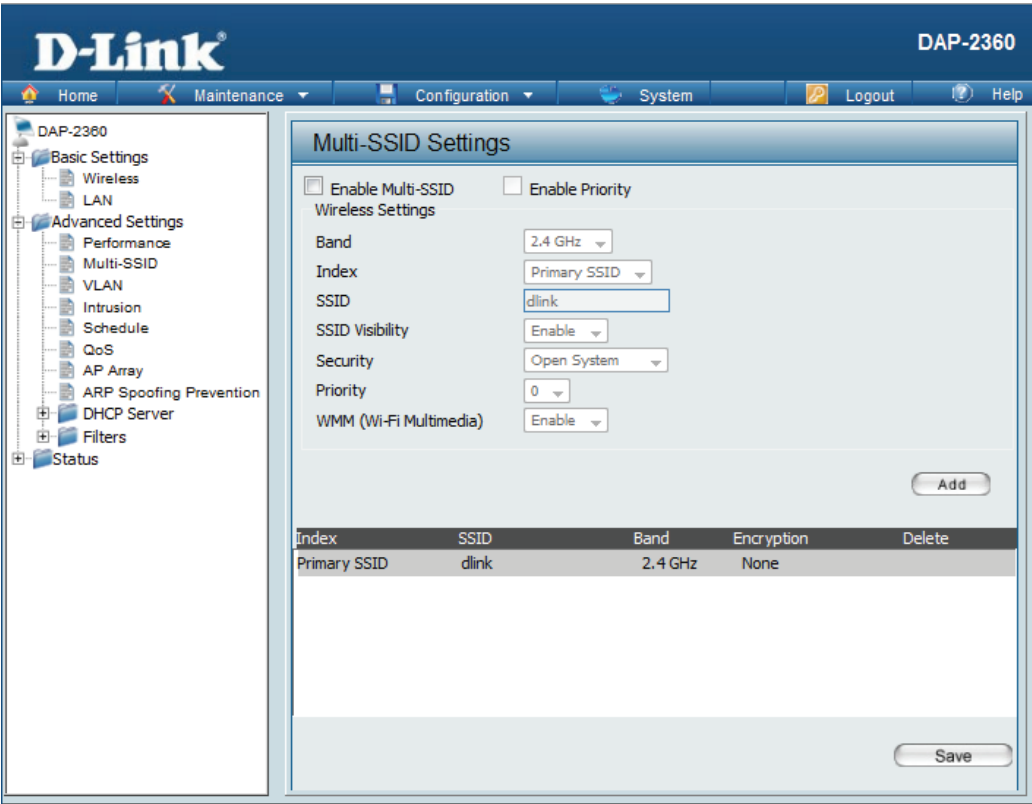 D-Link®
DAP-2360
Home Maintenance Configuration System Logout Help
DAP-2360
Basic Settings
Wireless
LAN
Advanced Settings
Performance
Multi-SSID
VLAN
Intrusion
Schedule
QoS
AP Array
ARP Spoofing Prevention
DHCP Server
Filters
Status
Multi-SSID Settings
Enable Multi-SSID Enable Priority
Wireless Settings
Band 2.4 GHz
Index Primary SSID
SSID dlink
SSID Visibility Enable
Security Open System
Priority 0
WMM (Wi-Fi Multimedia) Enable
Add
Index SSID Band Encryption Delete
Primary SSID dlink 2.4 GHz None
Save